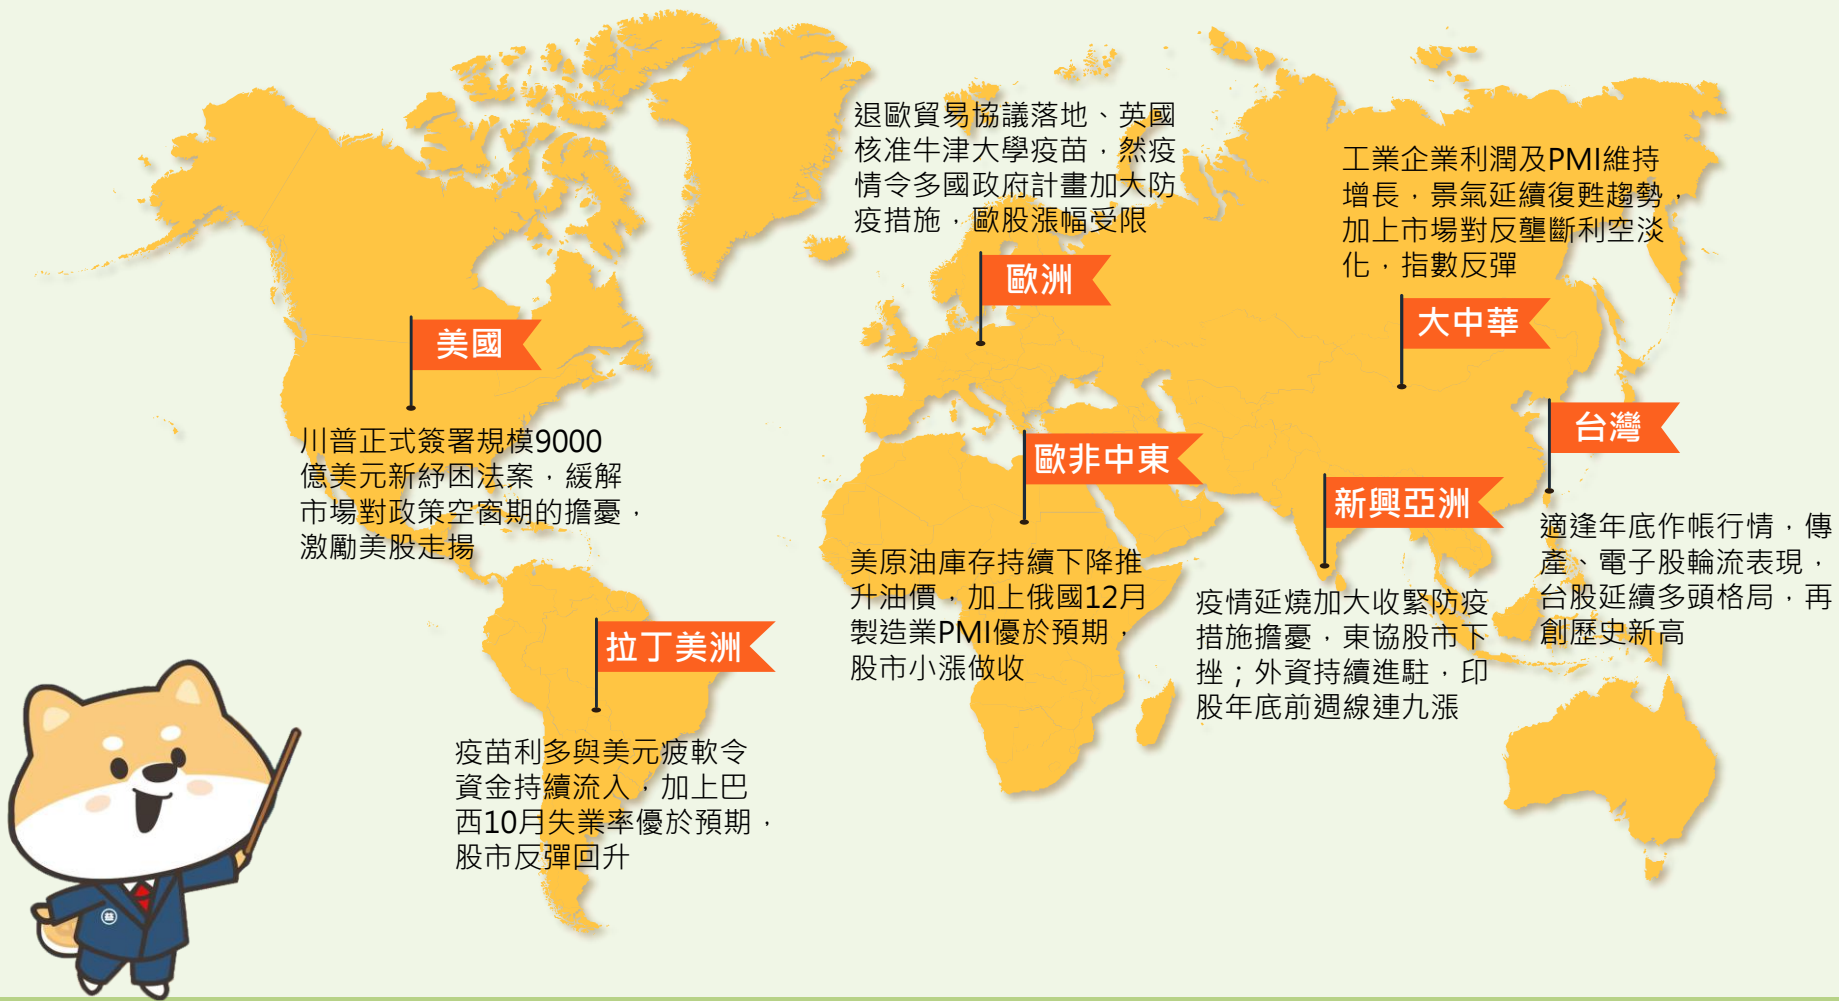 退歐貿易協議落地、英國
核准牛津大學疫苗，然疫
情令多國政府計畫加大防
疫措施，歐股漲幅受限
歐洲
工業企業利潤及PMI維持
增長，景氣延續復甦趨勢，
加上市場對反壟斷利空淡
化，指數反彈
大中華
美國
川普正式簽署規模9000
億美元新紓困法案，緩解
市場對政策空窗期的擔憂，
激勵美股走揚
台灣
適逢年底作帳行情，傳
產、電子股輪流表現，
台股延續多頭格局，再
創歷史新高
歐非中東
美原油庫存持續下降推
升油價，加上俄國12月
製造業PMI優於預期，
股市小漲做收
新興亞洲
疫情延燒加大收緊防疫
措施擔憂，東協股市下
挫；外資持續進駐，印
股年底前週線連九漲
拉丁美洲
疫苗利多與美元疲軟令
資金持續流入，加上巴
西10月失業率優於預期，
股市反彈回升